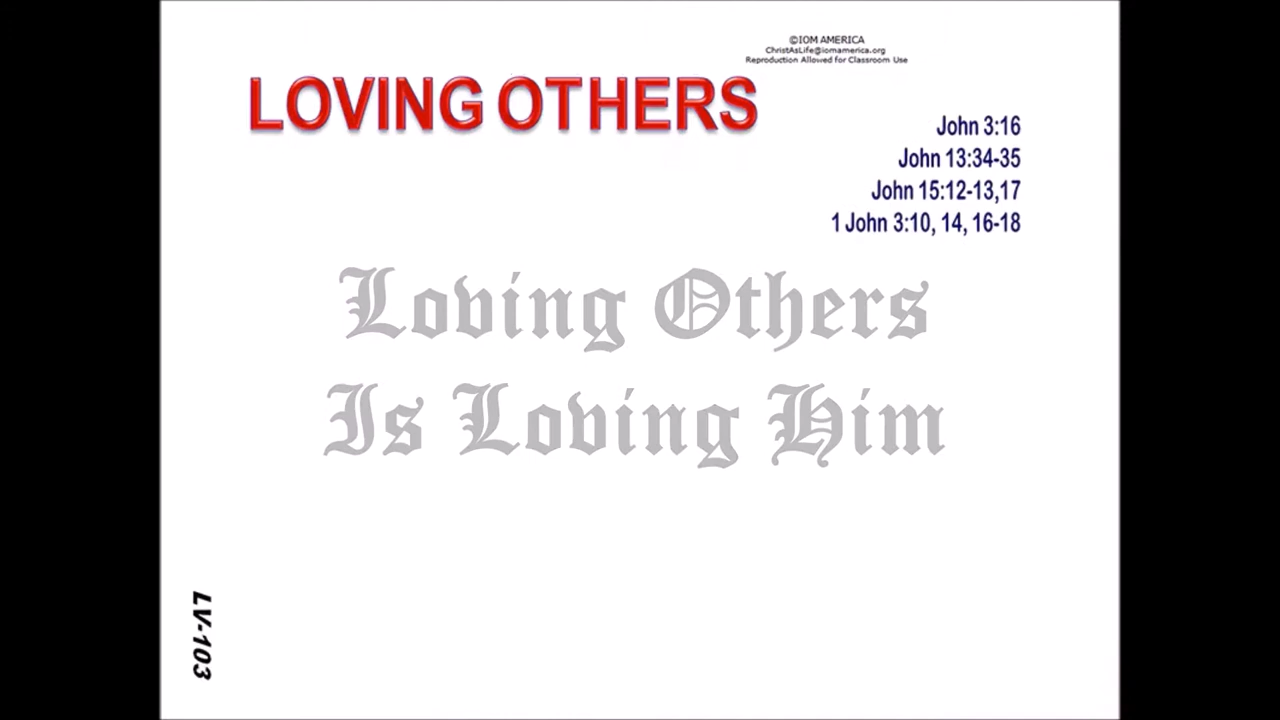 ©IOM AMERICA
ChristAsLife@iomamerica.org
Reproduction Allowed for Classroom Use
LOVING OTHERS
John 3:16
John 13:34-35
John 15:12-13,17
1 John 3:10, 14, 16-18
Loving Others
Is Loving Him
LV-103